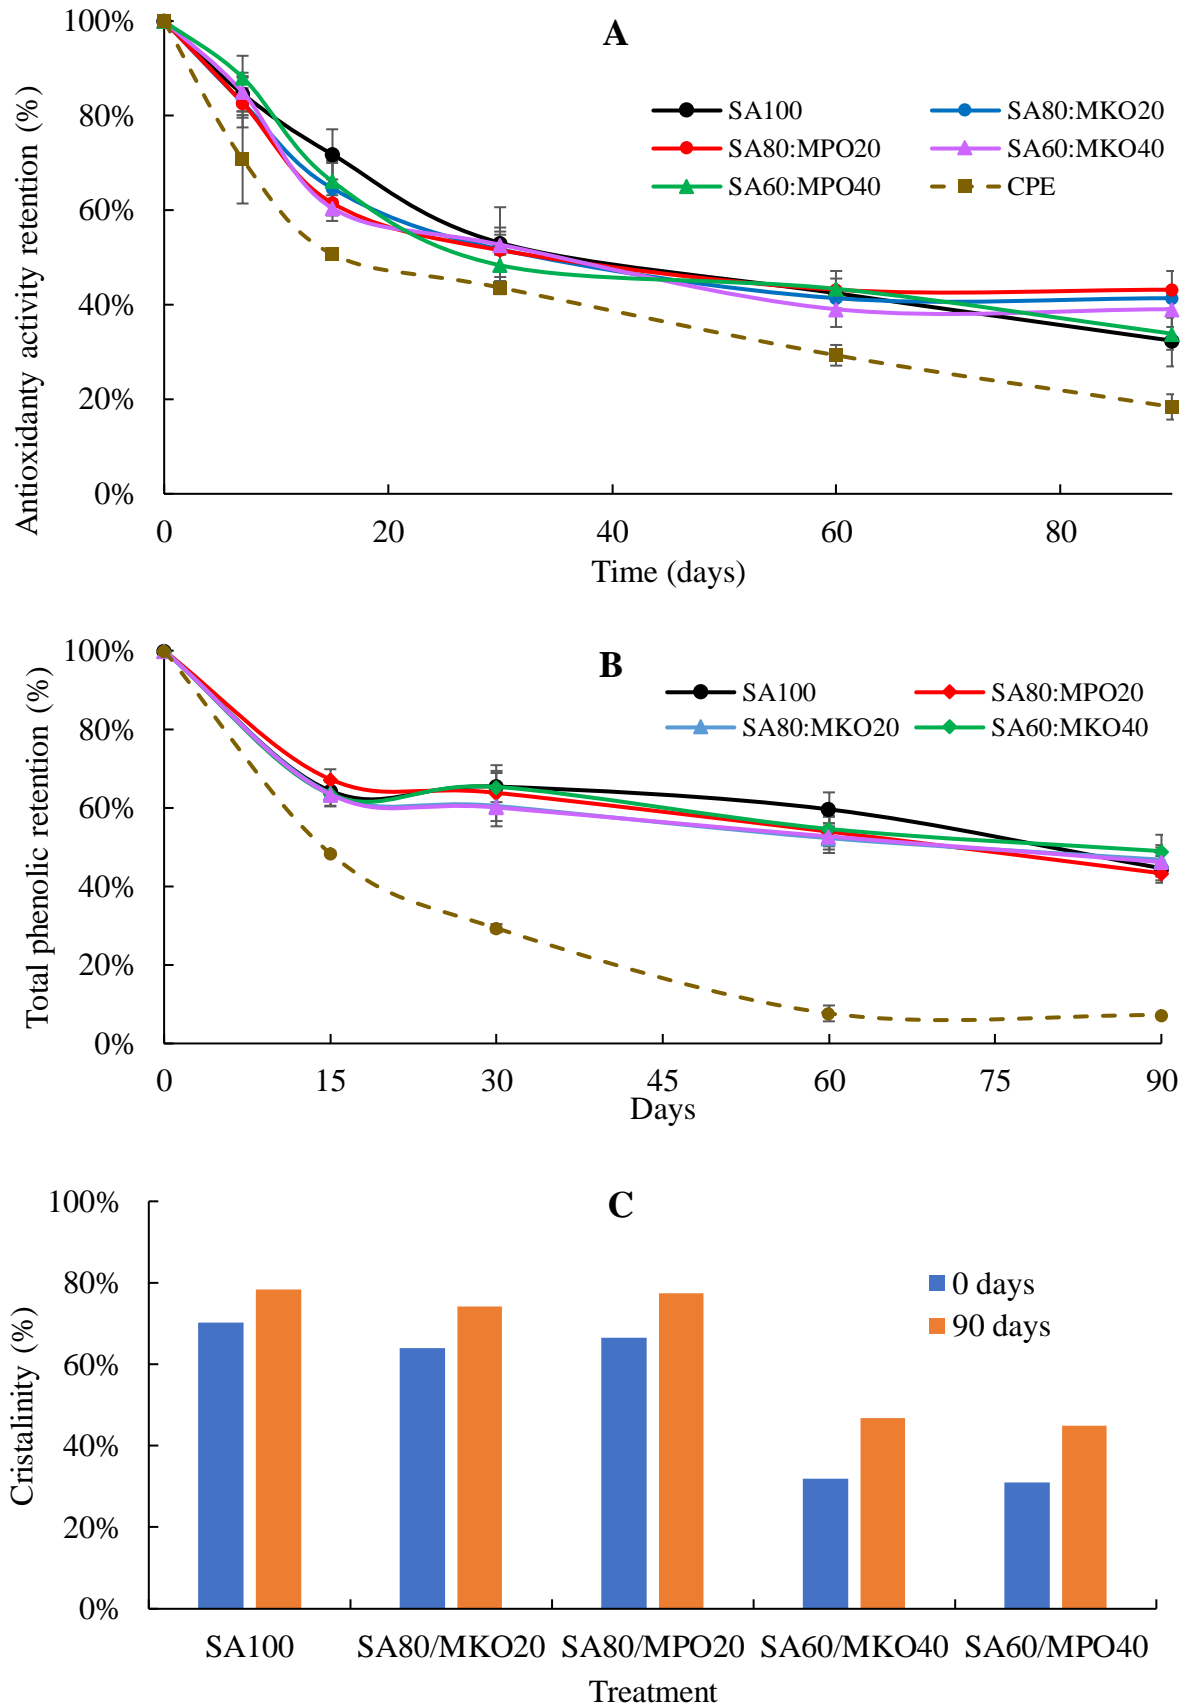 A
Antioxidanty activity retention (%)
100%
80%
60%
40%
20%
0%
SA100
SA80:MKO20
SA80:MPO20
SA60:MKO40
SA60:MPO40
CPE
0
20
40
60
80
Time (days)
B
Total phenolic retention (%)
100%
80%
60%
40%
20%
0%
SA100
SA80:MPO20
SA80:MKO20
SA60:MKO40
0
15
30
45
60
75
90
Days
C
Cristalinity (%)
100%
80%
60%
40%
20%
0%
0 days
90 days
SA100
SA80/MKO20
SA80/MPO20
SA60/MKO40
SA60/MPO40
Treatment